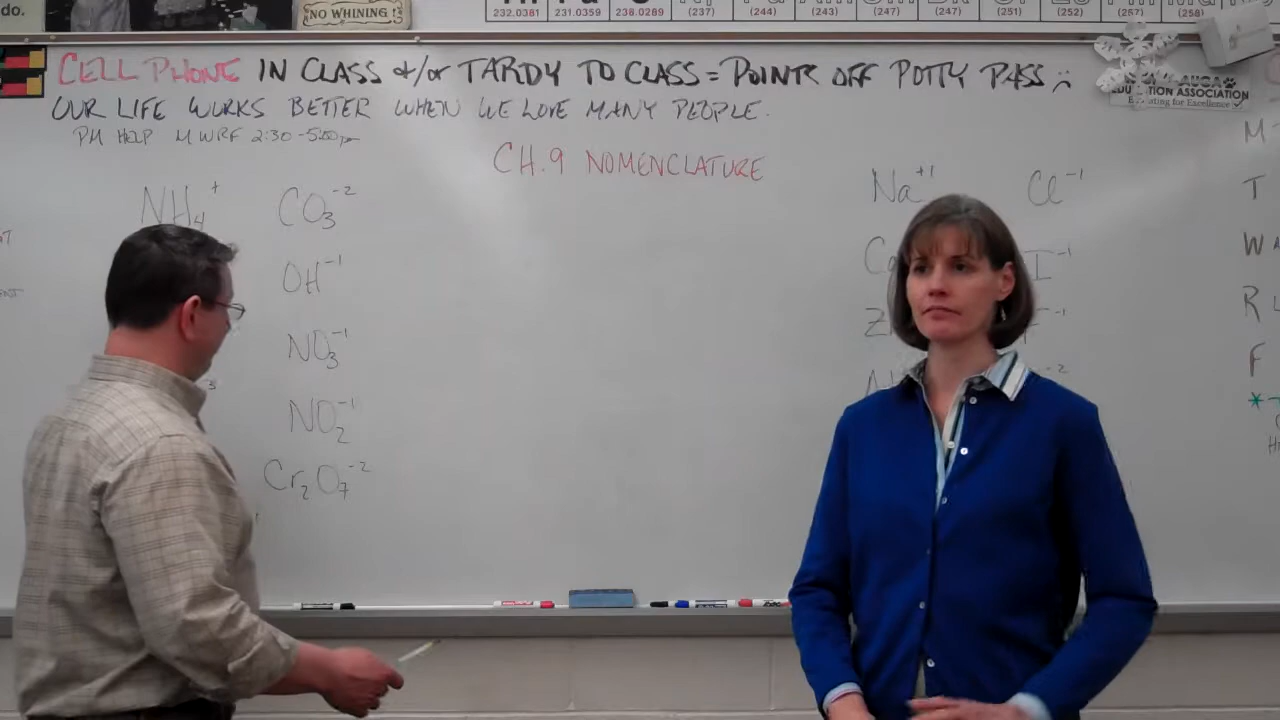 do.
NO WHINING!
232.0381 231.0359 238.0289 (237) (244) (243) (247) (247) (251) (252) (257) (258)
CELL PHONE IN CLASS +/or TARDY TO CLASS = POINTS OFF POTTY PASS :(
OUR LIFE WORKS BETTER WHEN WE LOVE MANY PEOPLE.
PM HELP M WRF 2:30-5:00pm
EDUCATION ASSOCIATION
CH.9 NOMENCLATURE
NH₄⁺ CO₃⁻² Na⁺¹ Cl⁻¹
OH⁻¹ I⁻¹
NO₃⁻¹
NO₂⁻¹
Cr₂O₇⁻²
M
T
W
R
F